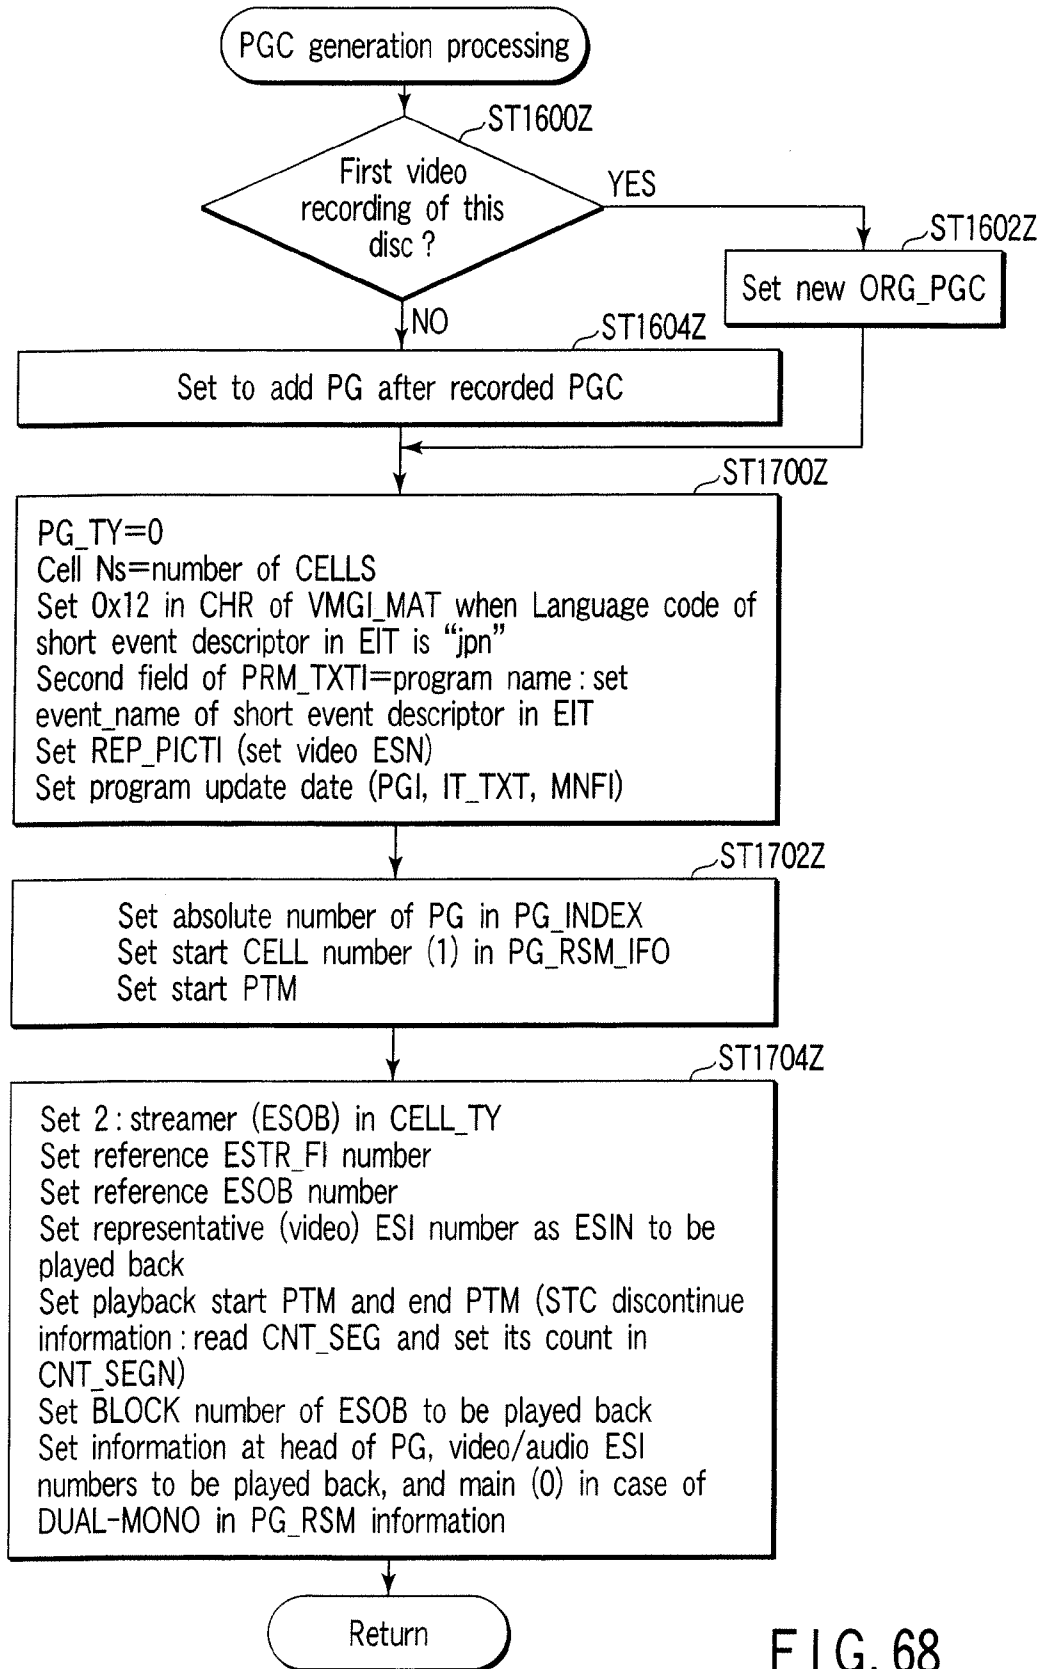 PGC generation processing
ST1600Z
First video
recording of this
disc ?
YES
ST1602Z
Set new ORG_PGC
NO
ST1604Z
Set to add PG after recorded PGC
ST1700Z
PG_TY=0
Cell Ns=number of CELLS
Set 0x12 in CHR of VMGI_MAT when Language code of
short event descriptor in EIT is “jpn”
Second field of PRM_TXTI=program name : set
event_name of short event descriptor in EIT
Set REP_PICTI (set video ESN)
Set program update date (PGI, IT_TXT, MNFI)
ST1702Z
Set absolute number of PG in PG_INDEX
Set start CELL number (1) in PG_RSM_IFO
Set start PTM
ST1704Z
Set 2 : streamer (ESOB) in CELL_TY
Set reference ESTR_FI number
Set reference ESOB number
Set representative (video) ESI number as ESIN to be
played back
Set playback start PTM and end PTM (STC discontinue
information : read CNT_SEG and set its count in
CNT_SEGN)
Set BLOCK number of ESOB to be played back
Set information at head of PG, video/audio ESI
numbers to be played back, and main (0) in case of
DUAL-MONO in PG_RSM information
Return
FIG. 68